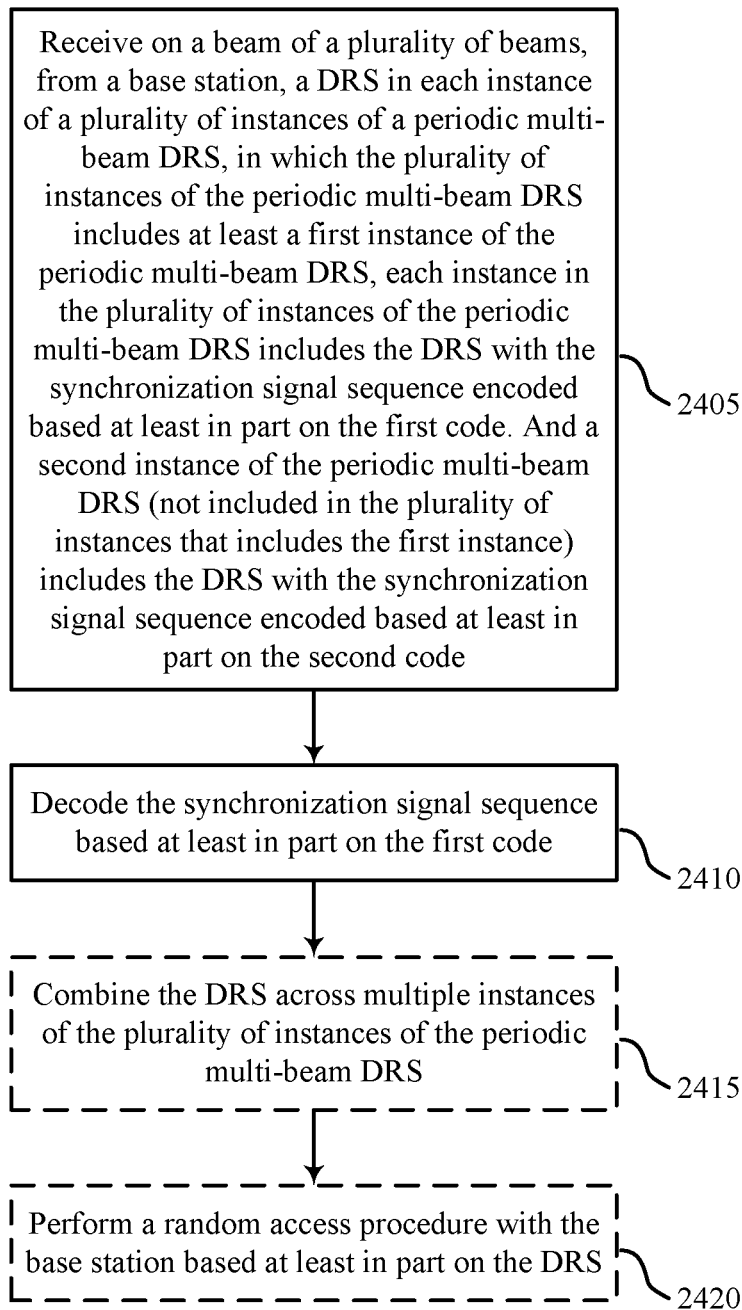 Receive on a beam of a plurality of beams,
from a base station, a DRS in each instance
of a plurality of instances of a periodic multi-
beam DRS, in which the plurality of
instances of the periodic multi-beam DRS
includes at least a first instance of the
periodic multi-beam DRS, each instance in
the plurality of instances of the periodic
multi-beam DRS includes the DRS with the
synchronization signal sequence encoded
based at least in part on the first code. And a
second instance of the periodic multi-beam
DRS (not included in the plurality of
instances that includes the first instance)
includes the DRS with the synchronization
signal sequence encoded based at least in
part on the second code
2405
Decode the synchronization signal sequence
based at least in part on the first code
2410
Combine the DRS across multiple instances
of the plurality of instances of the periodic
multi-beam DRS
2415
Perform a random access procedure with the
base station based at least in part on the DRS
2420